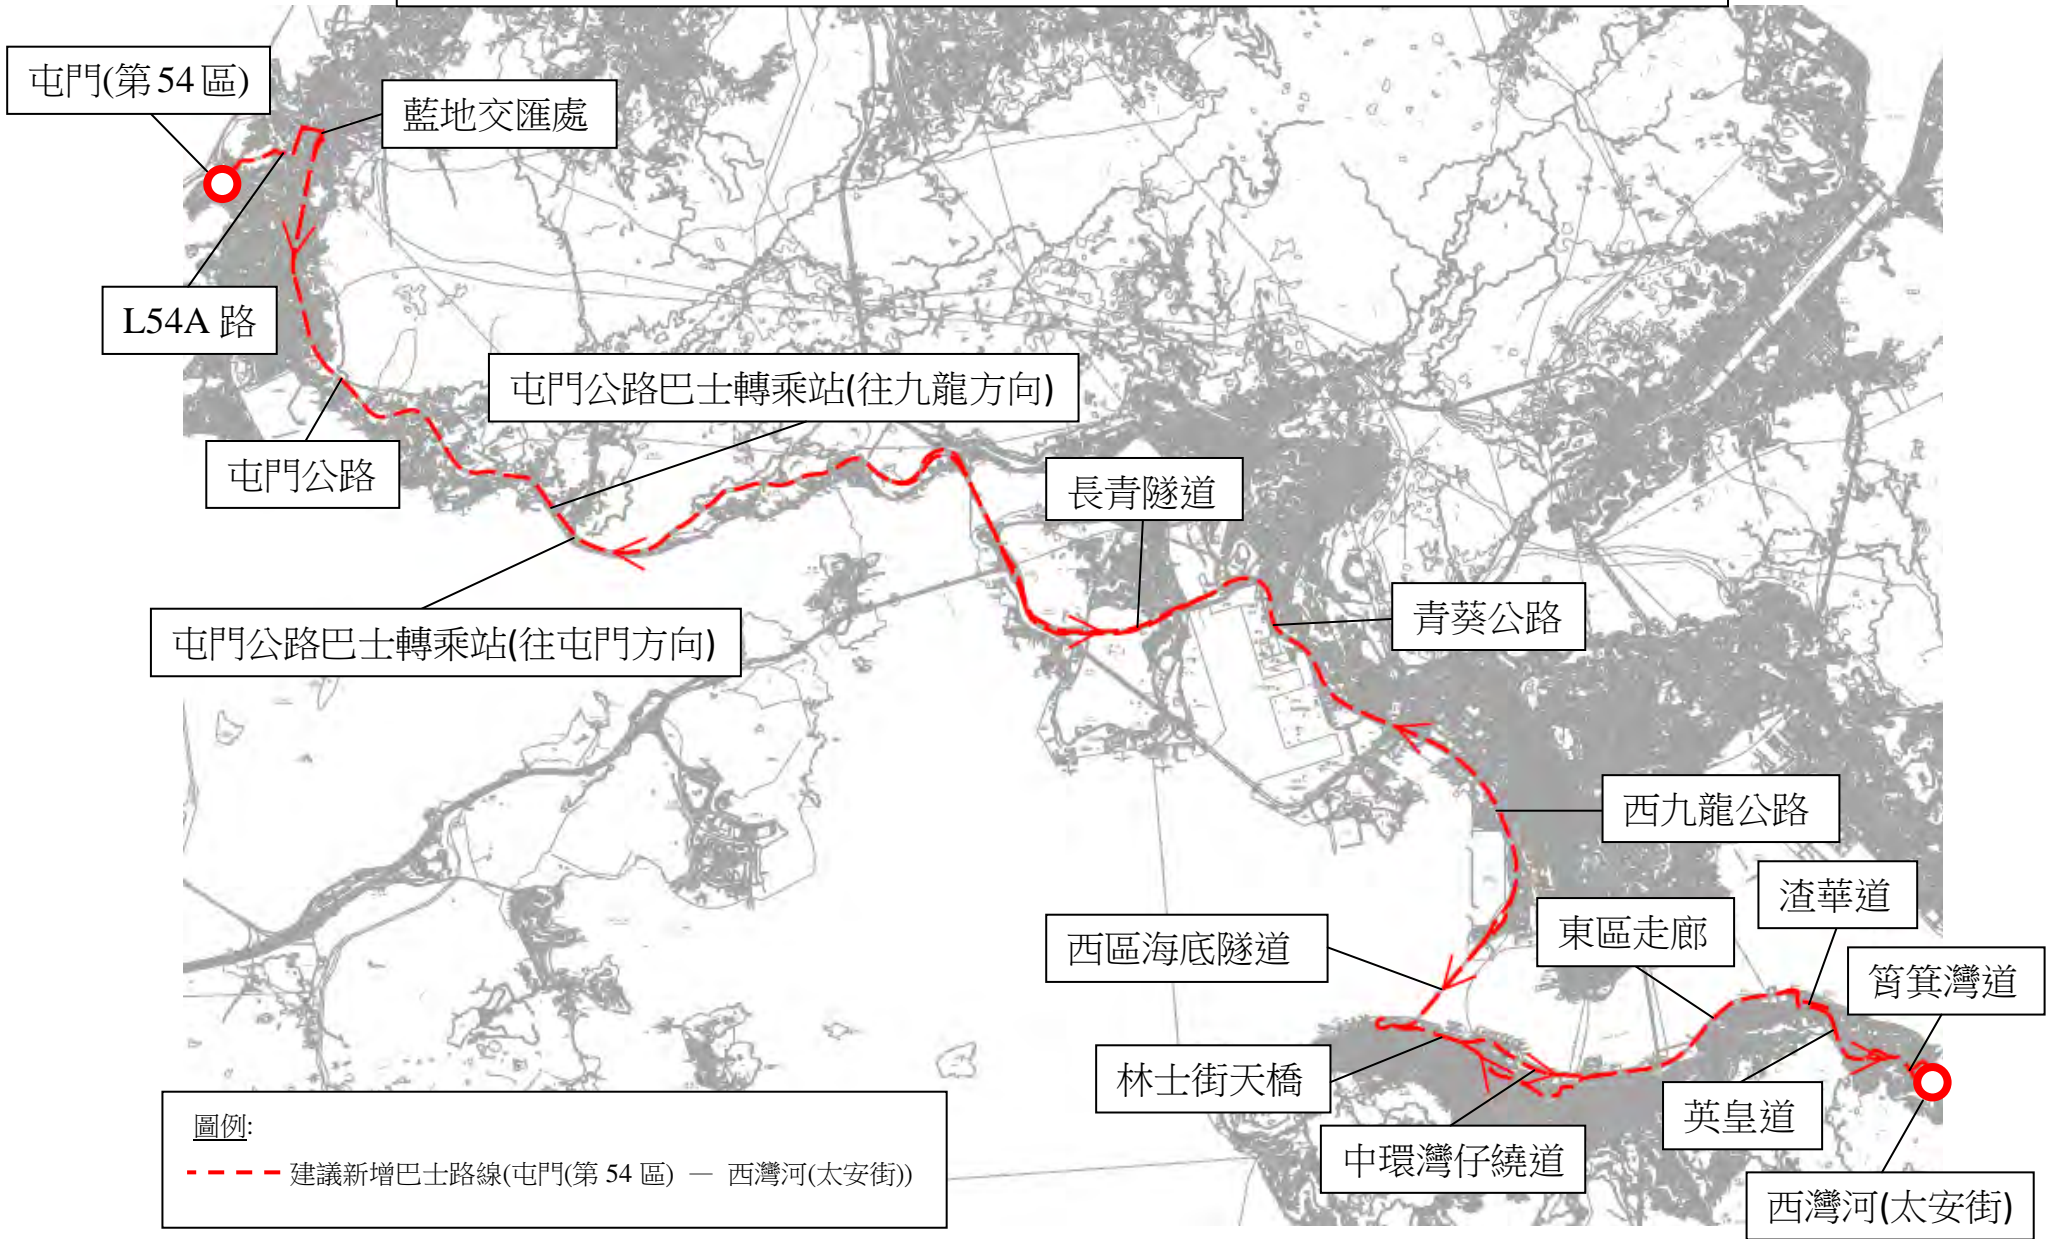 屯門(第54區)
藍地交匯處
L54A 路
屯門公路巴士轉乘站(往九龍方向)
屯門公路
長青隧道
青葵公路
屯門公路巴士轉乘站(往屯門方向)
西九龍公路
渣華道
東區走廊
西區海底隧道
筲箕灣道
林士街天橋
英皇道
中環灣仔繞道
西灣河(太安街)
圖例:
建議新增巴士路線(屯門(第 54 區) — 西灣河(太安街))